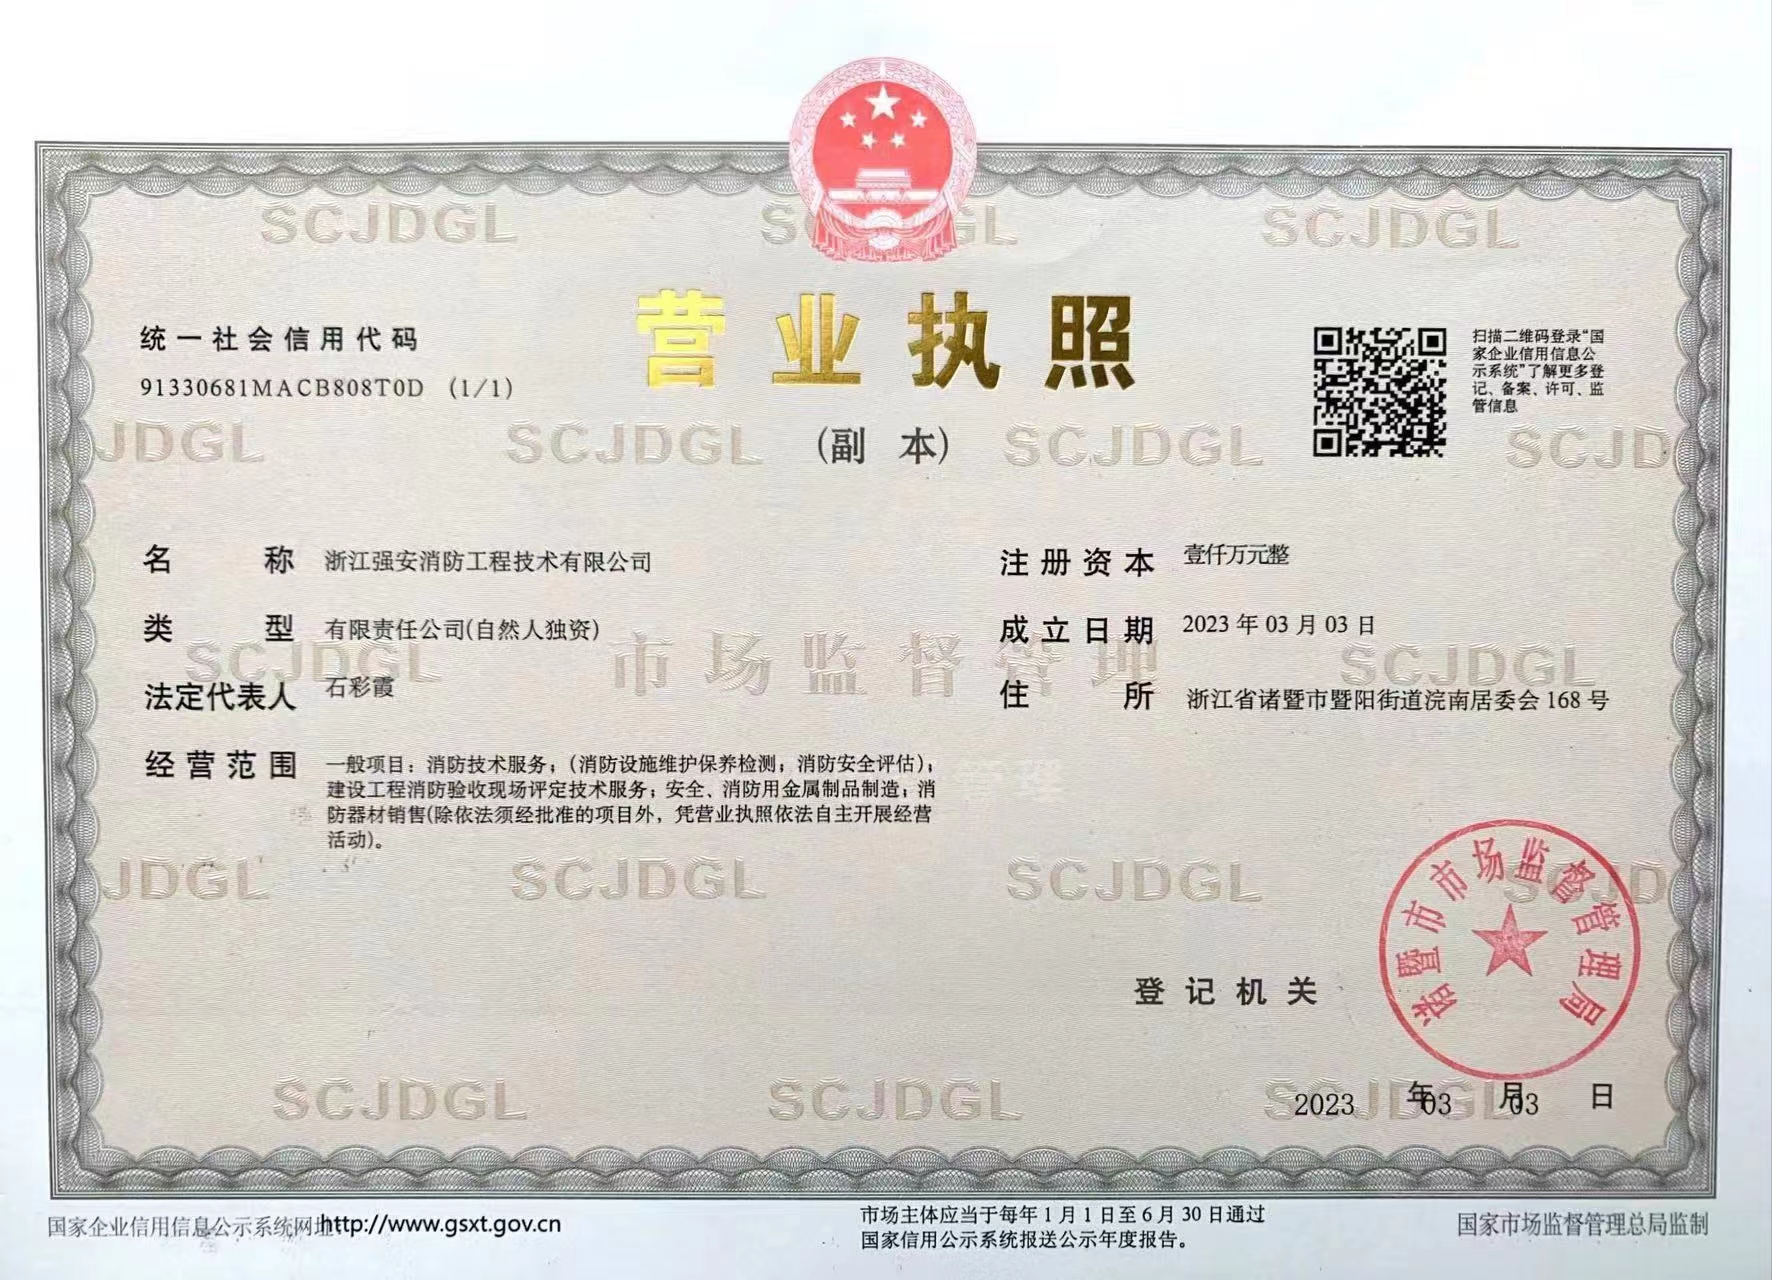 营业执照
(副 本)
统一社会信用代码
91330681MACB808T0D (1/1)
扫描二维码登录“国
家企业信用信息公
示系统”了解更多登
记、备案、许可、监
管信息
名 称 浙江强安消防工程技术有限公司
类 型 有限责任公司(自然人独资)
法定代表人 石彩霞
经营范围 一般项目：消防技术服务；(消防设施维护保养检测；消防安全评估)；
建设工程消防验收现场评定技术服务；安全、消防用金属制品制造；消
防器材销售(除依法须经批准的项目外，凭营业执照依法自主开展经营
活动)。
注册资本 壹仟万元整
成立日期 2023 年 03 月 03 日
住 所 浙江省诸暨市暨阳街道浣南居委会 168 号
登记机关
诸暨市市场监督管理局
2023 年 03 月 03 日
国家企业信用信息公示系统网址http://www.gsxt.gov.cn
市场主体应当于每年 1 月 1 日至 6 月 30 日通过
国家信用公示系统报送公示年度报告。
国家市场监督管理总局监制
SCJDGL
市场监督管理